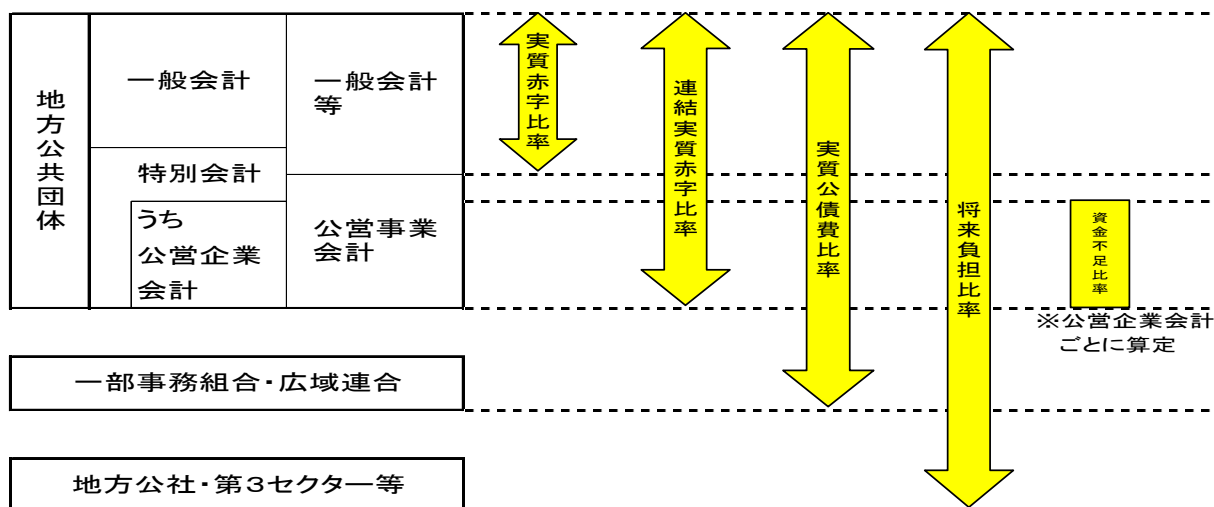 地方公共団体
一般会計
特別会計
うち
公営企業
会計
一般会計
等
公営事業
会計
実質赤字比率
連結実質赤字比率
実質公債費比率
将来負担比率
資金不足比率
※公営企業会計
ごとに算定
一部事務組合・広域連合
地方公社・第3セクター等